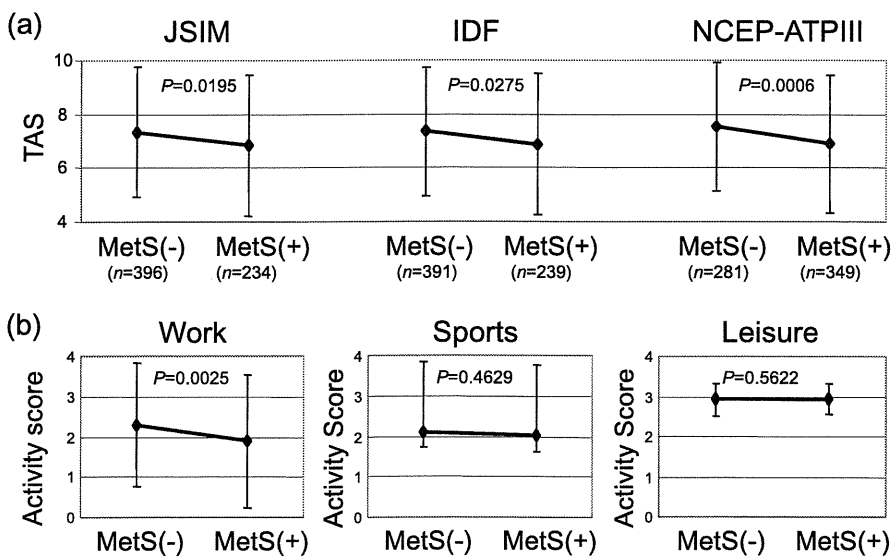 (a)
JSIM IDF NCEP-ATPIII
10
8
6
4
TAS
P=0.0195 P=0.0275 P=0.0006
MetS(-) MetS(+) MetS(-) MetS(+) MetS(-) MetS(+)
(n=396) (n=234) (n=391) (n=239) (n=281) (n=349)
(b)
Work Sports Leisure
4 4 4
P=0.0025 P=0.4629 P=0.5622
3 3 3
2 2 2
1 1 1
0 0 0
Activity score Activity Score Activity Score
MetS(-) MetS(+) MetS(-) MetS(+) MetS(-) MetS(+)